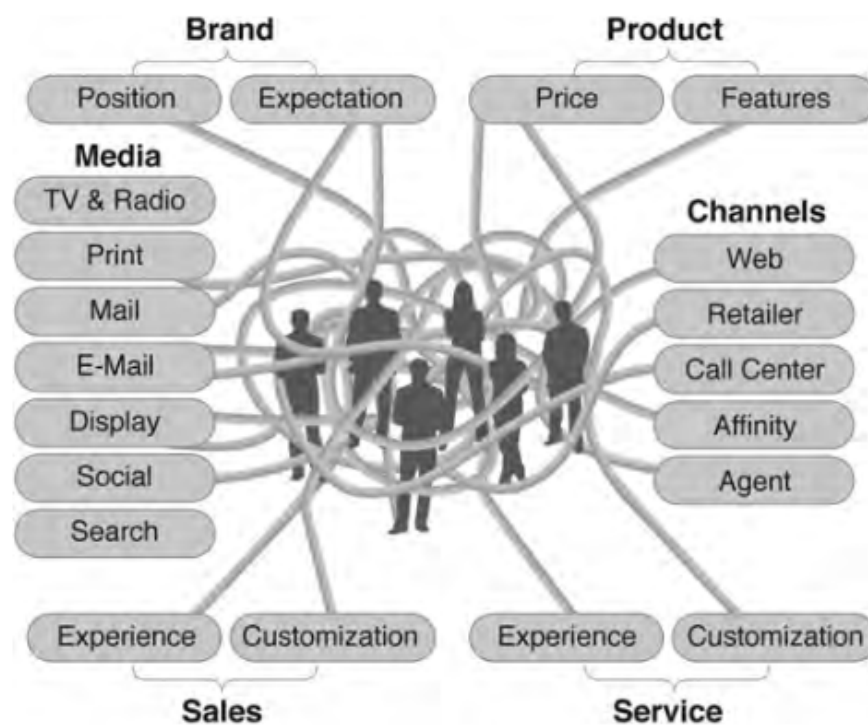 Brand
Product
Position
Expectation
Price
Features
Media
TV & Radio
Print
Mail
E-Mail
Display
Social
Search
Channels
Web
Retailer
Call Center
Affinity
Agent
Experience
Customization
Experience
Customization
Sales
Service